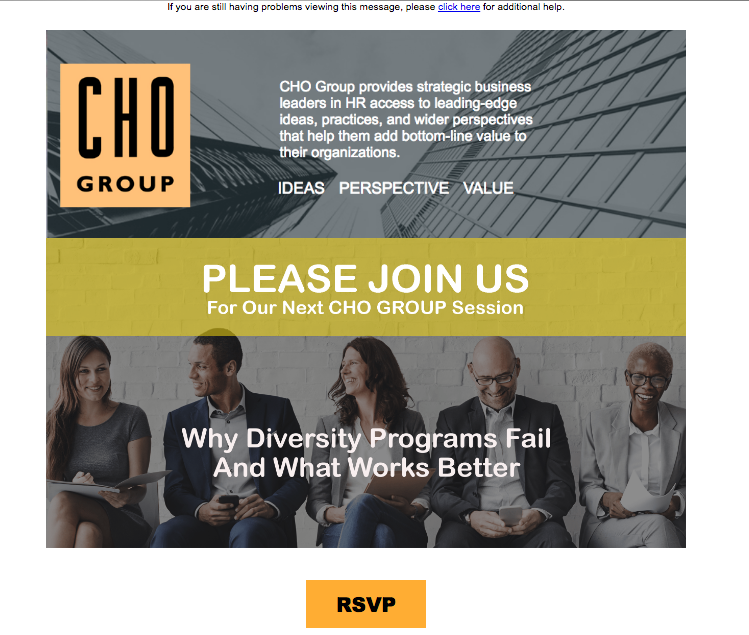 If you are still having problems viewing this message, please click here for additional help.
CHO
GROUP
CHO Group provides strategic business
leaders in HR access to leading-edge
ideas, practices, and wider perspectives
that help them add bottom-line value to
their organizations.
IDEAS PERSPECTIVE VALUE
PLEASE JOIN US
For Our Next CHO GROUP Session
Why Diversity Programs Fail
And What Works Better
RSVP